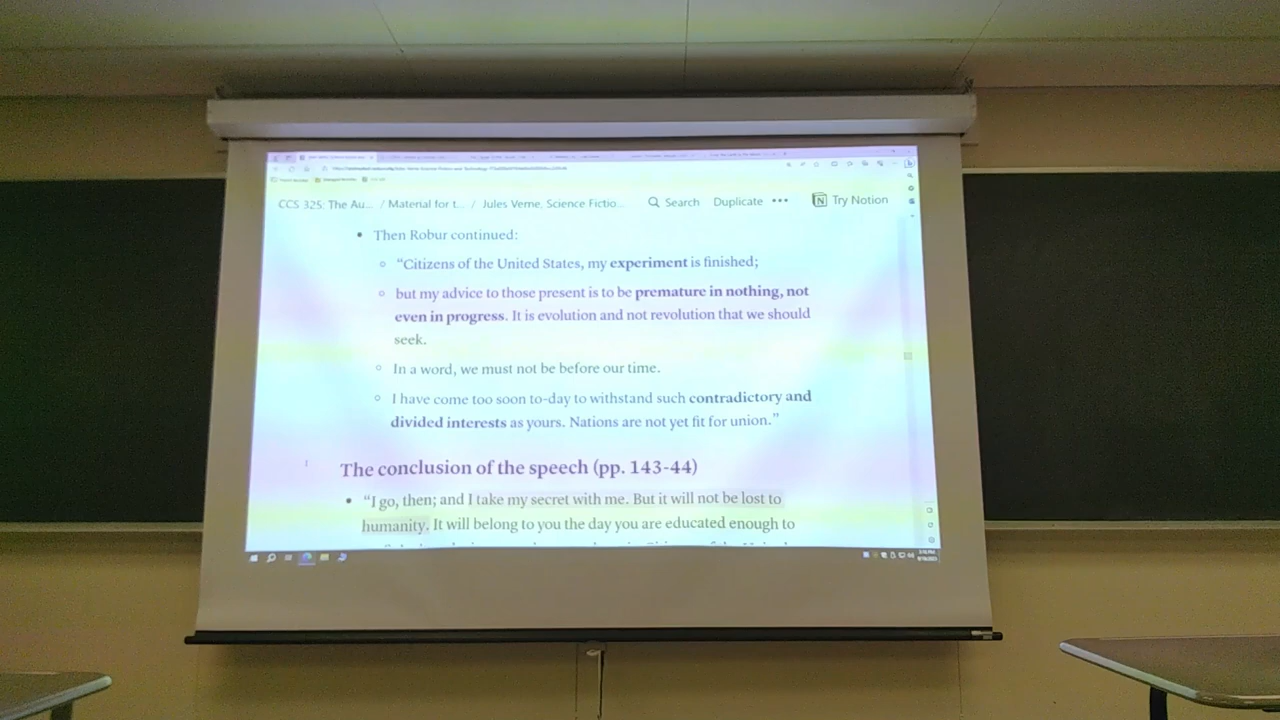 CCS 325: The Au... / Material for t... / Jules Verne, Science Fictio... Search Duplicate ••• Try Notion
• Then Robur continued:
◦ “Citizens of the United States, my experiment is finished;
◦ but my advice to those present is to be premature in nothing, not
even in progress. It is evolution and not revolution that we should
seek.
◦ In a word, we must not be before our time.
◦ I have come too soon to-day to withstand such contradictory and
divided interests as yours. Nations are not yet fit for union.”
The conclusion of the speech (pp. 143-44)
• “I go, then; and I take my secret with me. But it will not be lost to
humanity. It will belong to you the day you are educated enough to